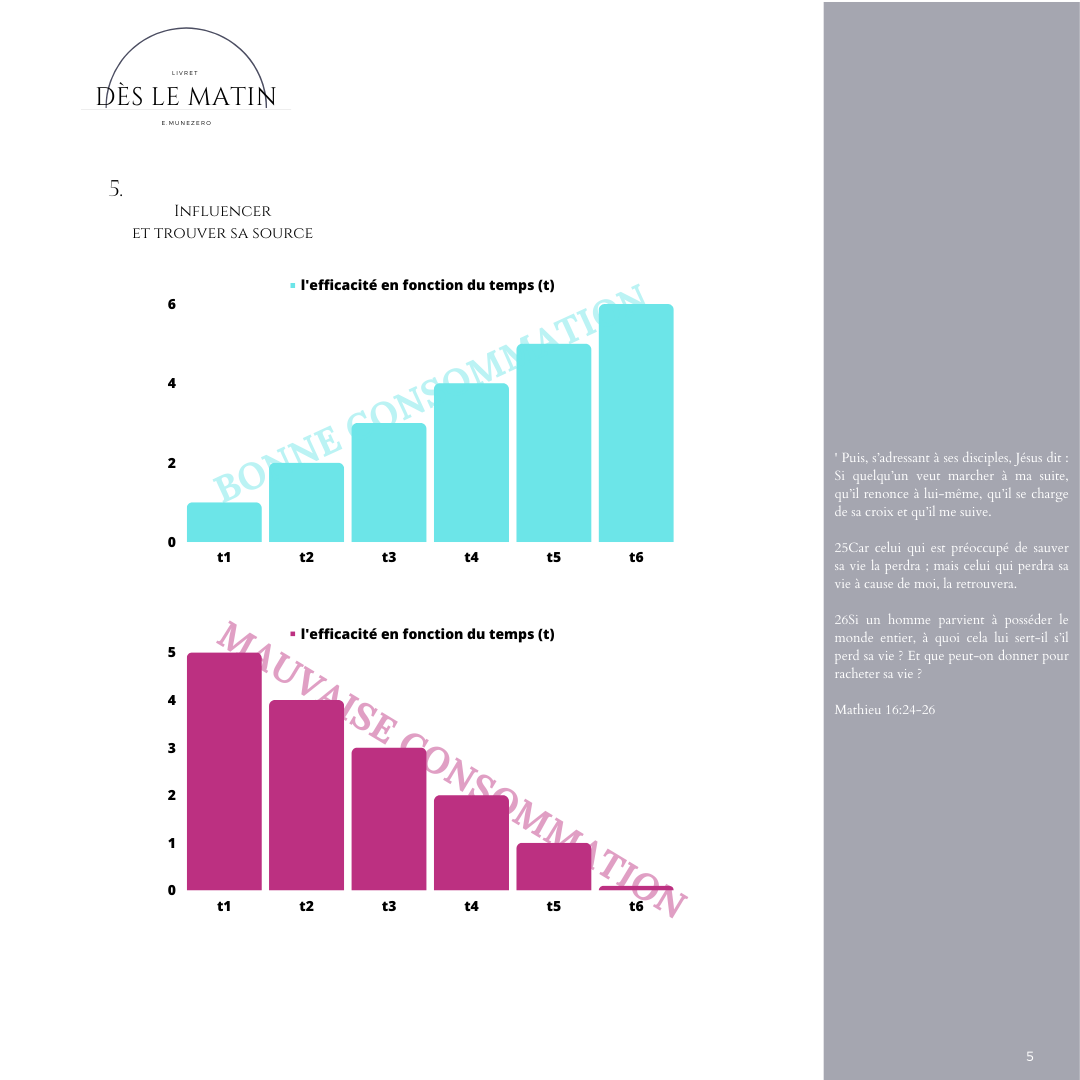 LIVRET
DÈS LE MATIN
E.MUNEZERO
5.
Influencer
et trouver sa source
l'efficacité en fonction du temps (t)
BONNE CONSOMMATION
6
4
2
0
t1 t2 t3 t4 t5 t6
l'efficacité en fonction du temps (t)
MAUVAISE CONSOMMATION
5
4
3
2
1
0
t1 t2 t3 t4 t5 t6
' Puis, s'adressant à ses disciples, Jésus dit :
Si quelqu'un veut marcher à ma suite,
qu'il renonce à lui-même, qu'il se charge
de sa croix et qu'il me suive.
25Car celui qui est préoccupé de sauver
sa vie la perdra ; mais celui qui perdra sa
vie à cause de moi, la retrouvera.
26Si un homme parvient à posséder le
monde entier, à quoi cela lui sert-il s'il
perd sa vie ? Et que peut-on donner pour
racheter sa vie ?
Mathieu 16:24-26
5